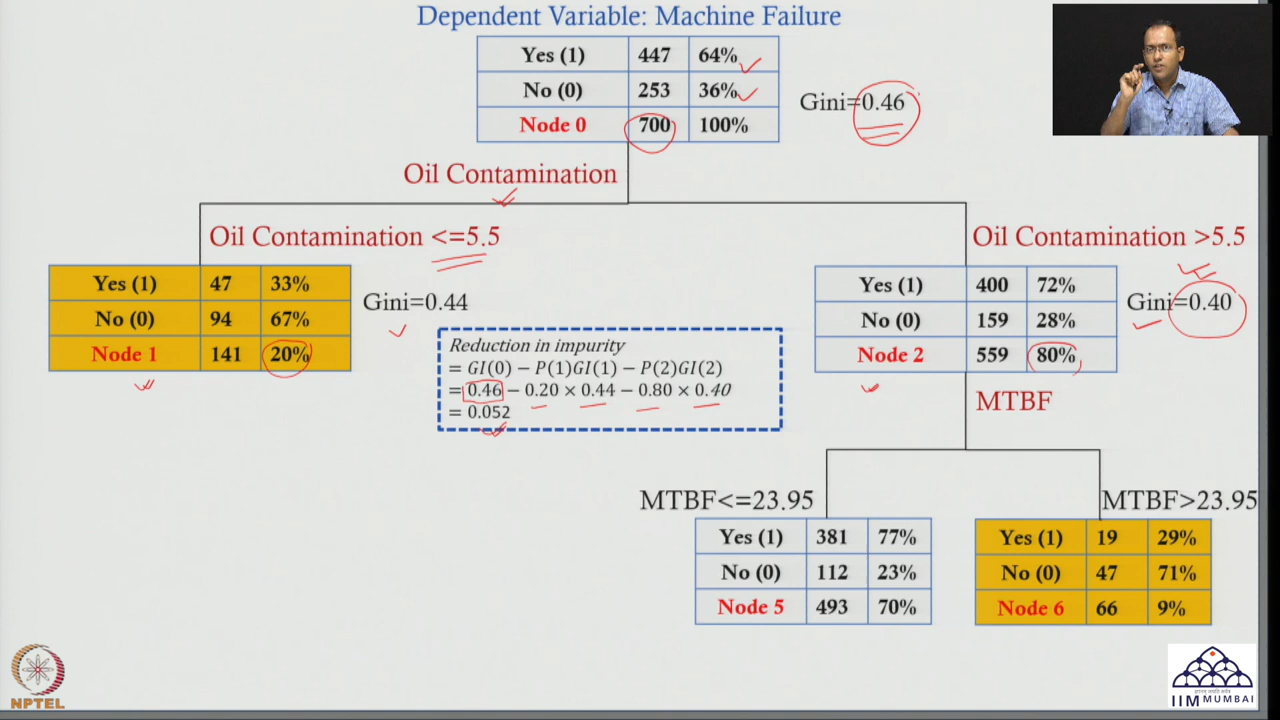 Dependent Variable: Machine Failure
Yes (1) 447 64%
No (0) 253 36%
Node 0 700 100%
Gini=0.46
Oil Contamination
Oil Contamination <=5.5
Oil Contamination >5.5
Yes (1) 47 33%
No (0) 94 67%
Node 1 141 20%
Gini=0.44
Yes (1) 400 72%
No (0) 159 28%
Node 2 559 80%
Gini=0.40
Reduction in impurity
= GI(0) − P(1)GI(1) − P(2)GI(2)
= 0.46 − 0.20 × 0.44 − 0.80 × 0.40
= 0.052
MTBF
MTBF<=23.95
MTBF>23.95
Yes (1) 381 77%
No (0) 112 23%
Node 5 493 70%
Yes (1) 19 29%
No (0) 47 71%
Node 6 66 9%
NPTEL
IIM MUMBAI